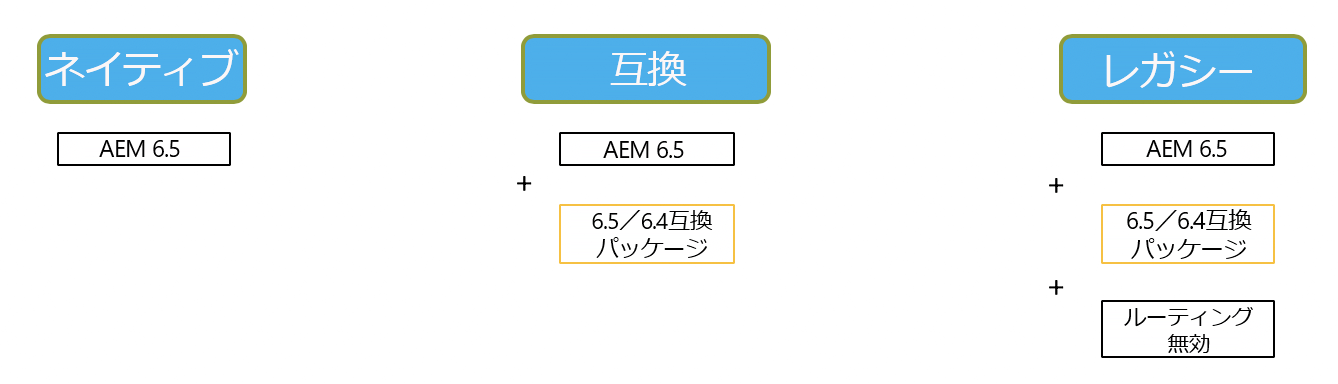 ネイティブ
AEM 6.5
互換
AEM 6.5
+
6.5／6.4互換
パッケージ
レガシー
AEM 6.5
+
6.5／6.4互換
パッケージ
+
ルーティング
無効